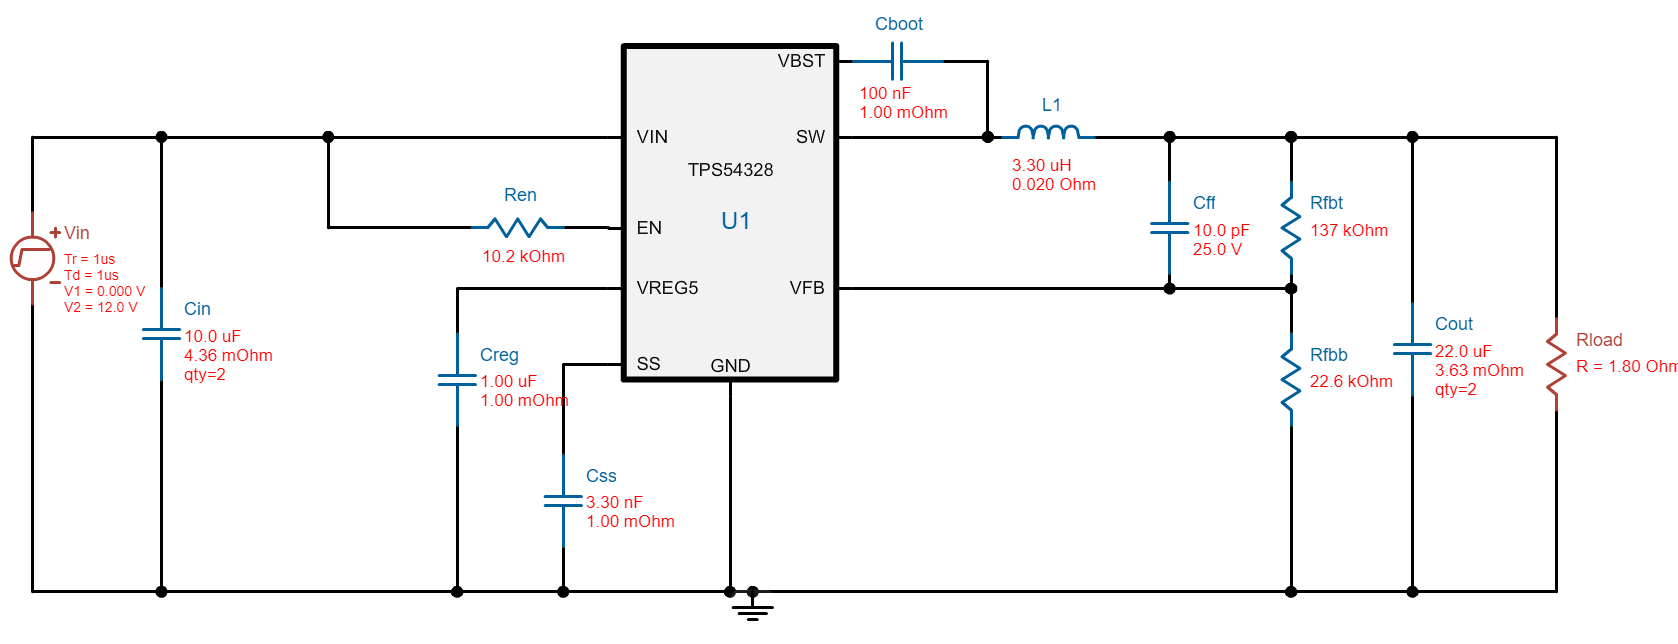 Cboot
VBST
100 nF
1.00 mOhm
L1
VIN
SW
TPS54328
3.30 uH
0.020 Ohm
Ren
Cff
Rfbt
U1
EN
10.0 pF
137 kOhm
25.0 V
10.2 kOhm
+ Vin
Tr = 1us
Td = 1us
V1 = 0.000 V
V2 = 12.0 V
VREG5
VFB
Cin
10.0 uF
4.36 mOhm
qty=2
Creg
1.00 uF
1.00 mOhm
SS
GND
Rfbb
22.6 kOhm
Cout
22.0 uF
3.63 mOhm
qty=2
Rload
R = 1.80 Ohm
Css
3.30 nF
1.00 mOhm